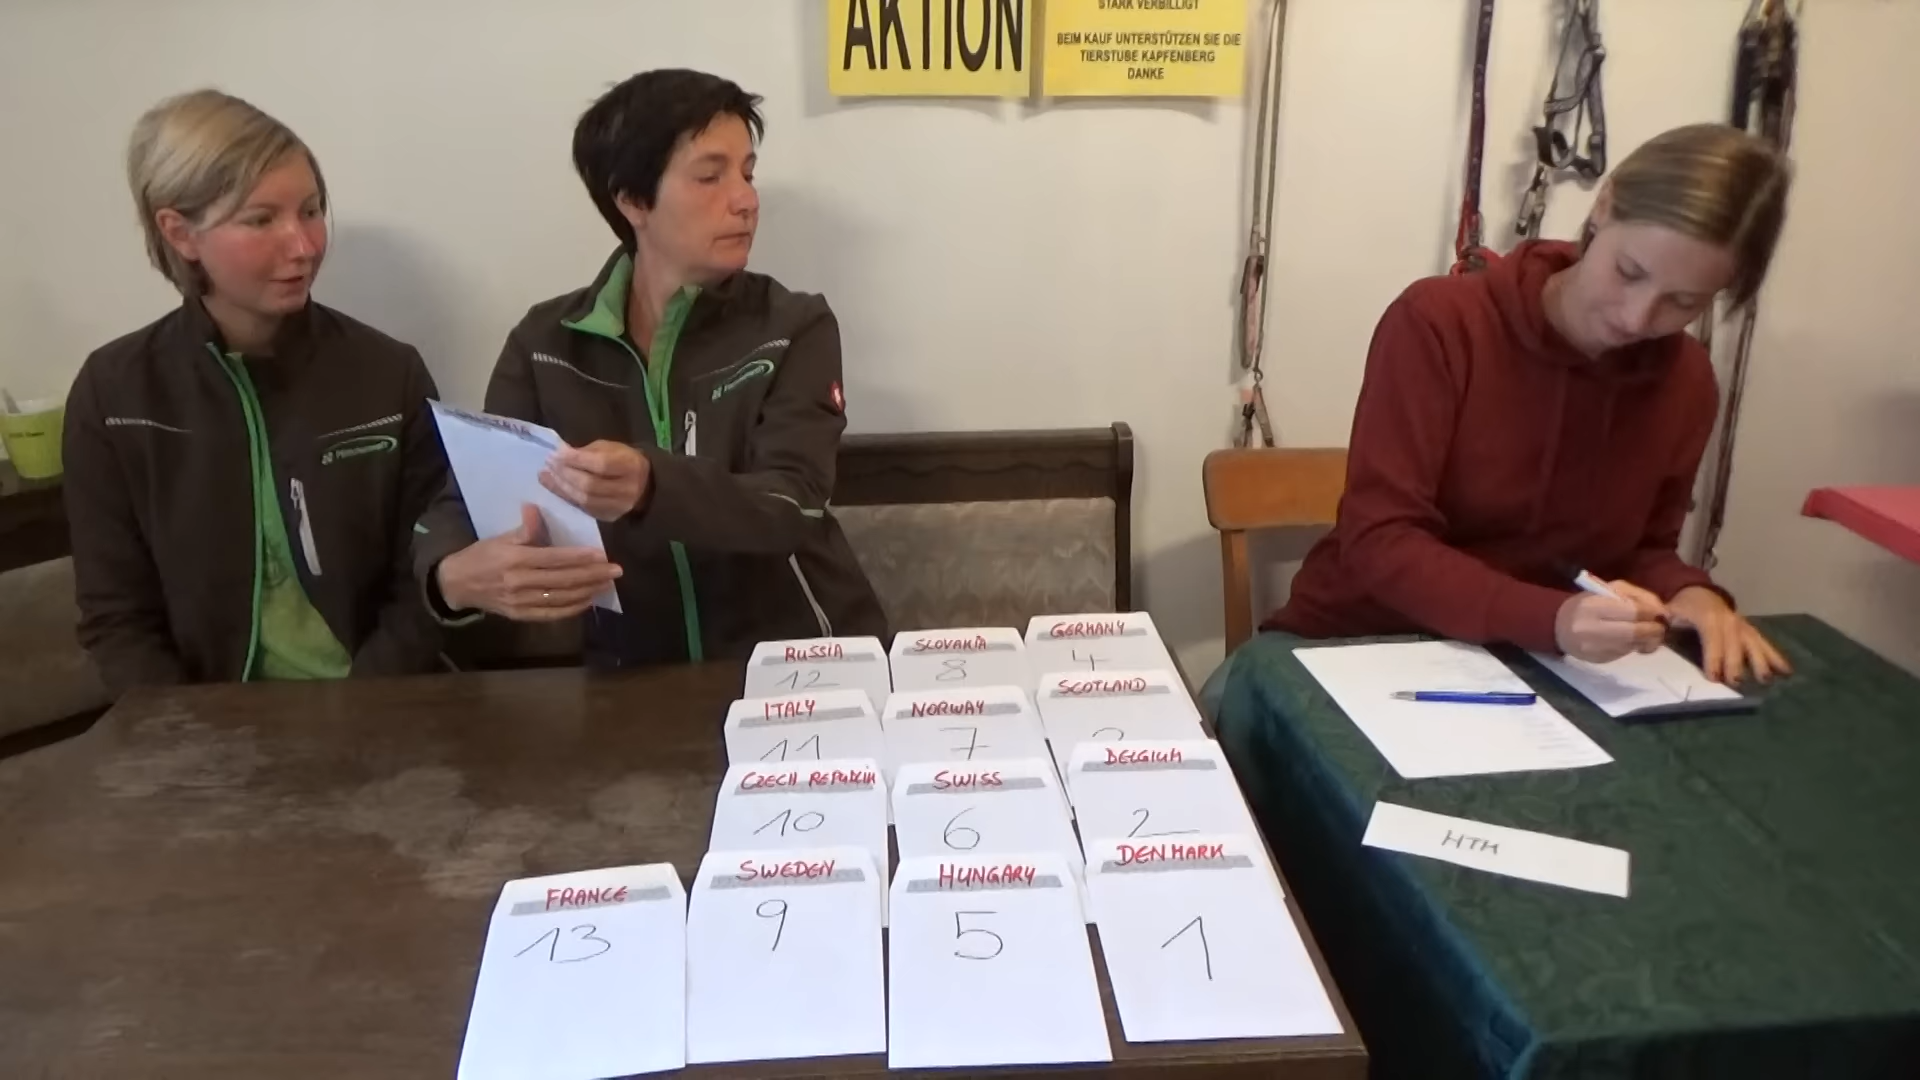 AKTION
STARK VERBILLIGT
BEIM KAUF UNTERSTÜTZEN SIE DIE
TIERSTUBE KAPFENBERG
DANKE
RUSSIA
12
SLOVAKIA
8
GERMANY
4
ITALY
11
NORWAY
7
SCOTLAND
CZECH REPUBLIK
10
SWISS
6
BELGIUM
2
FRANCE
13
SWEDEN
9
HUNGARY
5
DENMARK
1
HTH